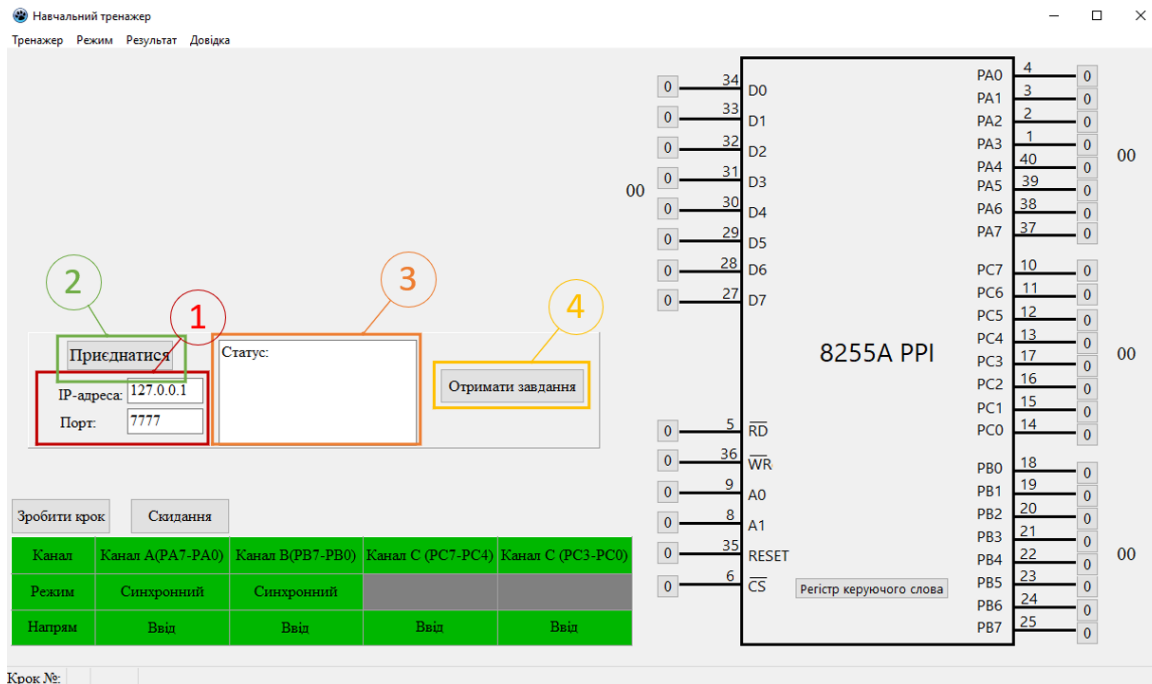 Навчальний тренажер
Тренажер Режим Результат Довідка
34 D0 0
33 D1 0
32 D2 0
31 D3 0
30 D4 0
29 D5 0
28 D6 0
27 D7 0
00
PA0 4 0
PA1 3 0
PA2 2 0
PA3 1 0
PA4 40 0
PA5 39 0
PA6 38 0
PA7 37 0
00
PC7 10 0
PC6 11 0
PC5 12 0
PC4 13 0
PC3 17 0
PC2 16 0
PC1 15 0
PC0 14 0
00
PB0 18 0
PB1 19 0
PB2 20 0
PB3 21 0
PB4 22 0
PB5 23 0
PB6 24 0
PB7 25 0
00
8255A PPI
0 5 RD
0 36 WR
0 9 A0
0 8 A1
0 35 RESET
0 6 CS
Регістр керуючого слова
2
1
3
4
Приєднатися
IP-адреса: 127.0.0.1
Порт: 7777
Статус:
Отримати завдання
Зробити крок Скидання
Канал Канал A(PA7-PA0) Канал B(PB7-PB0) Канал C (PC7-PC4) Канал C (PC3-PC0)
Режим Синхронний Синхронний
Напрям Ввід Ввід Ввід Ввід
Крок №: